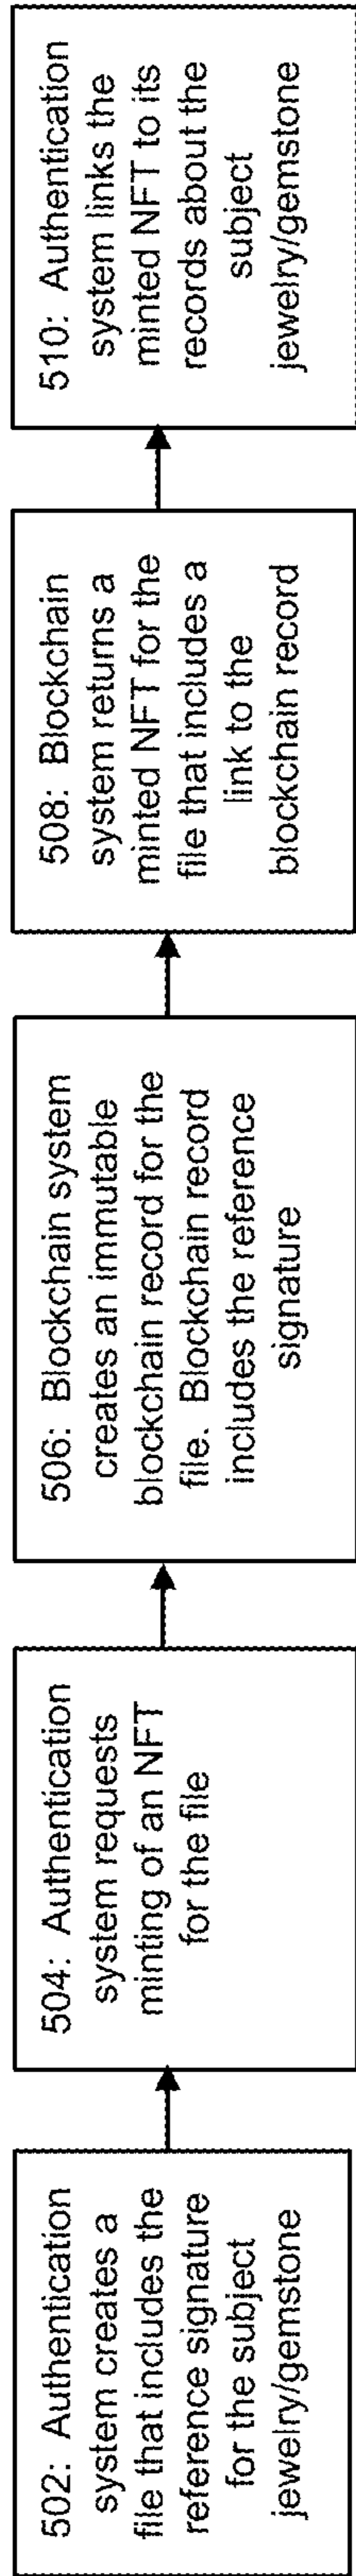 502: Authentication
system creates a
file that includes the
reference signature
for the subject
jewelry/gemstone
504: Authentication
system requests
minting of an NFT
for the file
506: Blockchain system
creates an immutable
blockchain record for the
file. Blockchain record
includes the reference
signature
508: Blockchain
system returns a
minted NFT for the
file that includes a
link to the
blockchain record
510: Authentication
system links the
minted NFT to its
records about the
subject
jewelry/gemstone